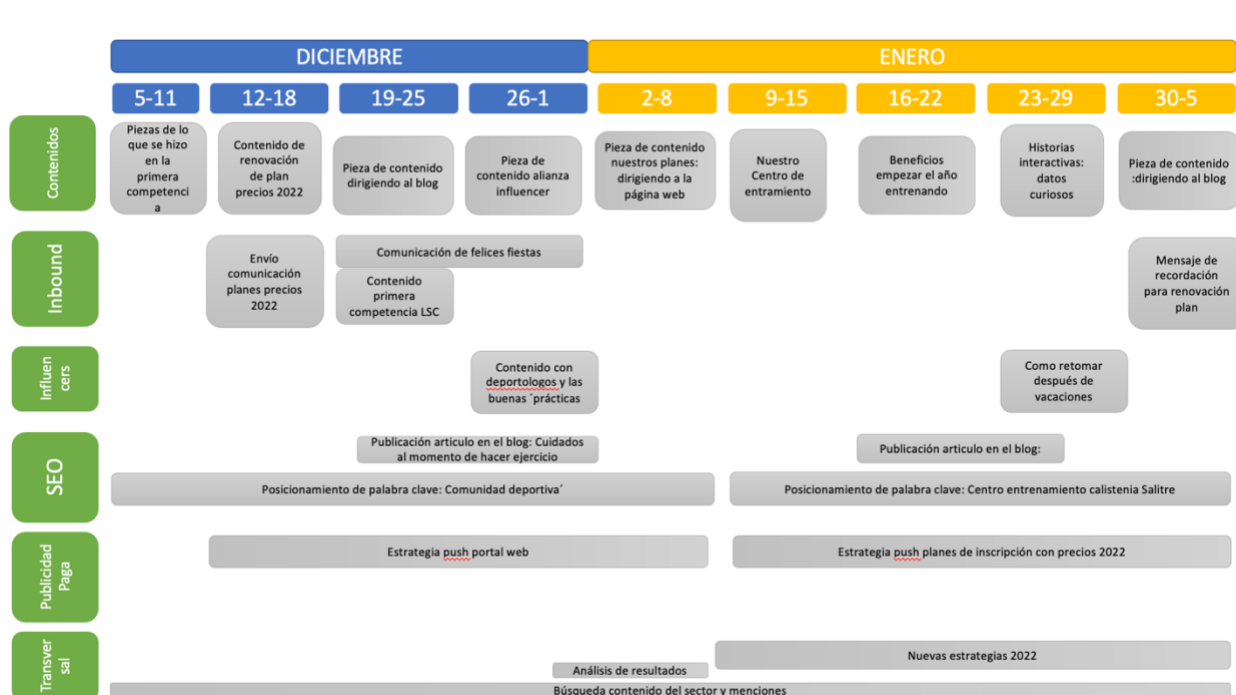 DICIEMBRE
ENERO
5-11
12-18
19-25
26-1
2-8
9-15
16-22
23-29
30-5
Contenidos
Piezas de lo
que se hizo
en la
primera
competenci
a
Contenido de
renovación
de plan
precios 2022
Pieza de contenido
dirigiendo al blog
Pieza de
contenido alianza
influencer
Pieza de contenido
nuestros planes:
dirigiendo a la
página web
Nuestro
Centro de
entramiento
Beneficios
empezar el año
entrenando
Historias
interactivas:
datos
curiosos
Pieza de contenido
:dirigiendo al blog
Inbound
Envío
comunicación
planes precios
2022
Comunicación de felices fiestas
Contenido
primera
competencia LSC
Mensaje de
recordación
para renovación
plan
Influen
cers
Contenido con
deportologos y las
buenas ´prácticas
Como retomar
después de
vacaciones
SEO
Publicación articulo en el blog: Cuidados
al momento de hacer ejercicio
Publicación articulo en el blog:
Posicionamiento de palabra clave: Comunidad deportiva´
Posicionamiento de palabra clave: Centro entrenamiento calistenia Salitre
Publicidad
Paga
Estrategia push portal web
Estrategia push planes de inscripción con precios 2022
Transver
sal
Nuevas estrategias 2022
Análisis de resultados
Búsqueda contenido del sector y menciones